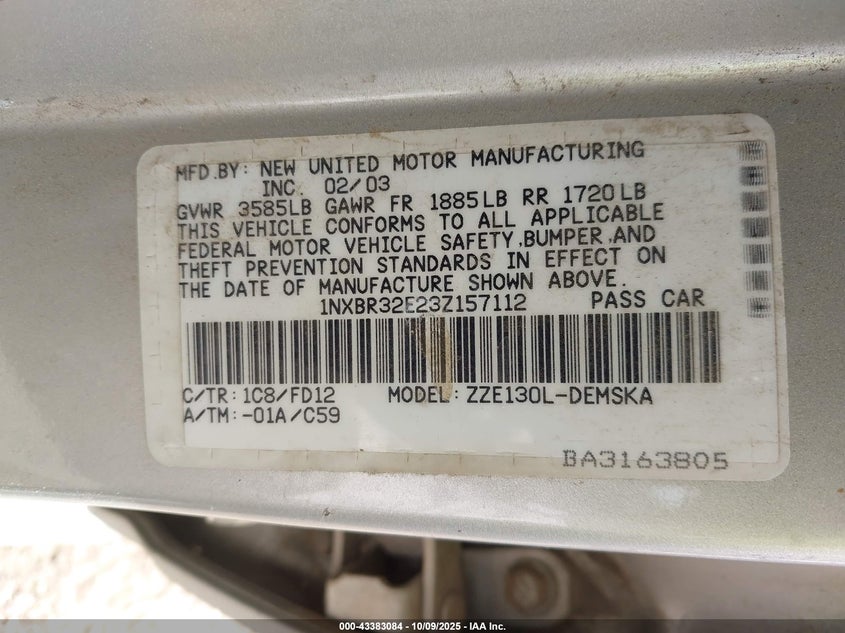 MFD.BY: NEW UNITED MOTOR MANUFACTURING
INC. 02/03
GVWR 3585LB GAWR FR 1885LB RR 1720LB
THIS VEHICLE CONFORMS TO ALL APPLICABLE
FEDERAL MOTOR VEHICLE SAFETY,BUMPER,AND
THEFT PREVENTION STANDARDS IN EFFECT ON
THE DATE OF MANUFACTURE SHOWN ABOVE.
1NXBR32E23Z157112 PASS CAR
C/TR: 1C8/FD12 MODEL: ZZE130L-DEMSKA
A/TM: -01A/C59
BA3163805
000-43383084 - 10/09/2025 - IAA Inc.